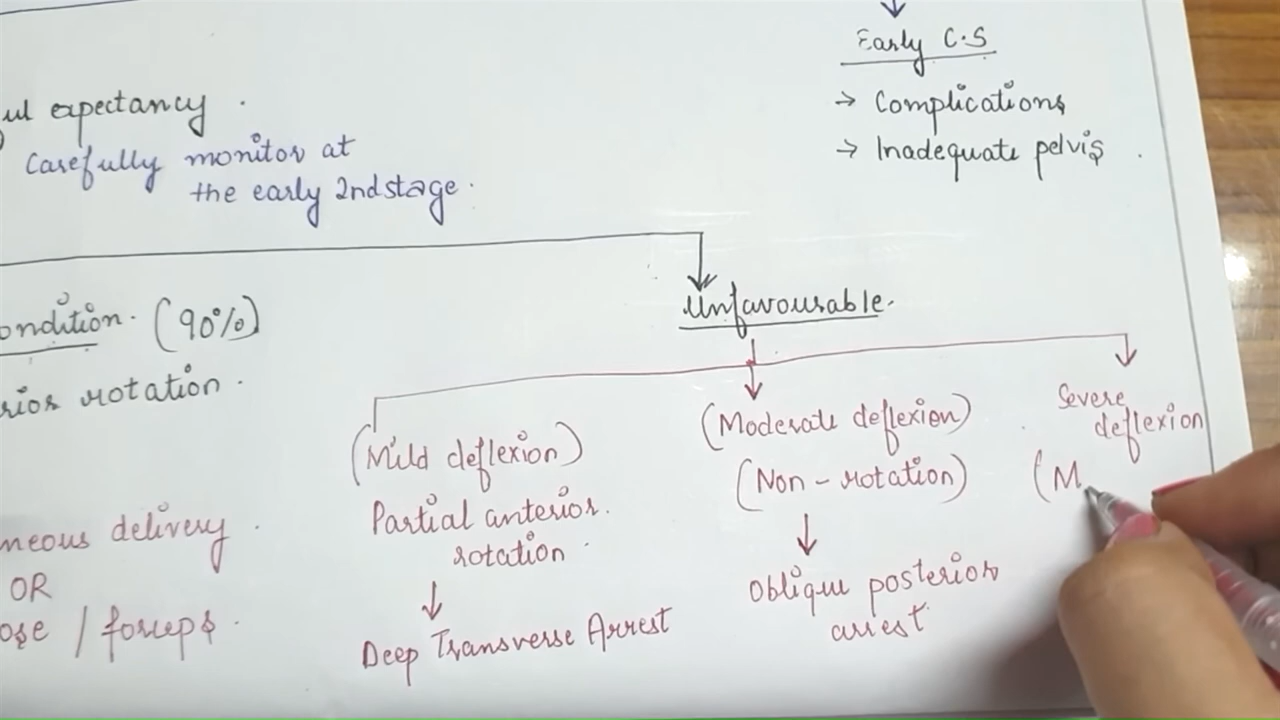 Early C.S
→ Complications
→ Inadequate pelvis.
ul expectancy.
Carefully monitor at
the early 2nd stage.
Unfavourable.
ondition. (90%)
rior rotation.
(Mild deflexion)
Partial anterior.
rotation.
Deep Transverse Arrest
(Moderate deflexion)
(Non - rotation)
Oblique posterior
arrest
Severe
deflexion
(M
neous delivery.
OR
ose / forceps.